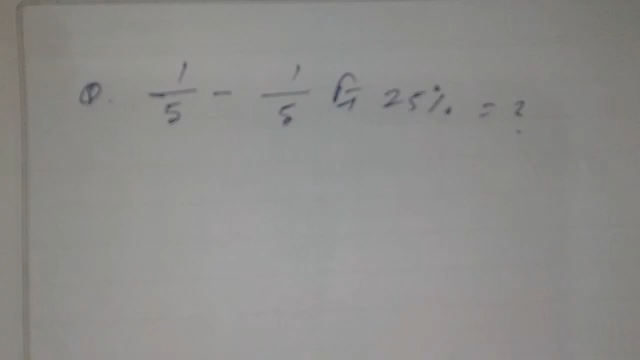 Q. 1/5 - 1/5 का 25% = ?